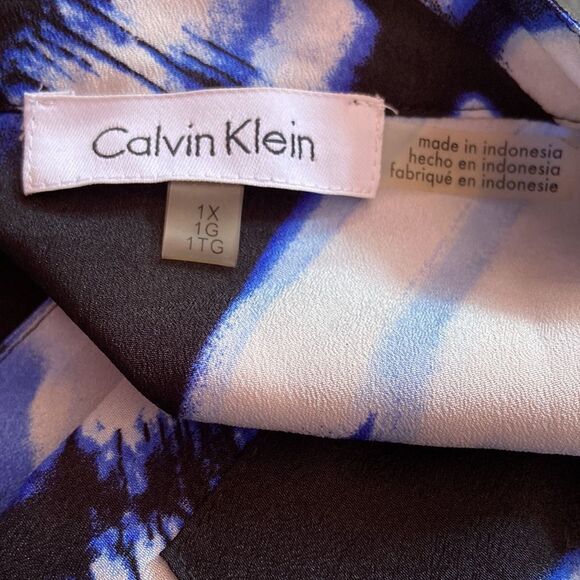 Calvin Klein
made in indonesia
hecho en indonesia
fabriqué en indonesie
1X
1G
1TG